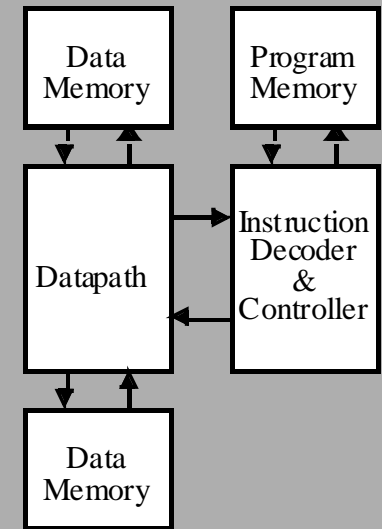 Data
Memory
Program
Memory
Datapath
Instruction
Decoder
&
Controller
Data
Memory